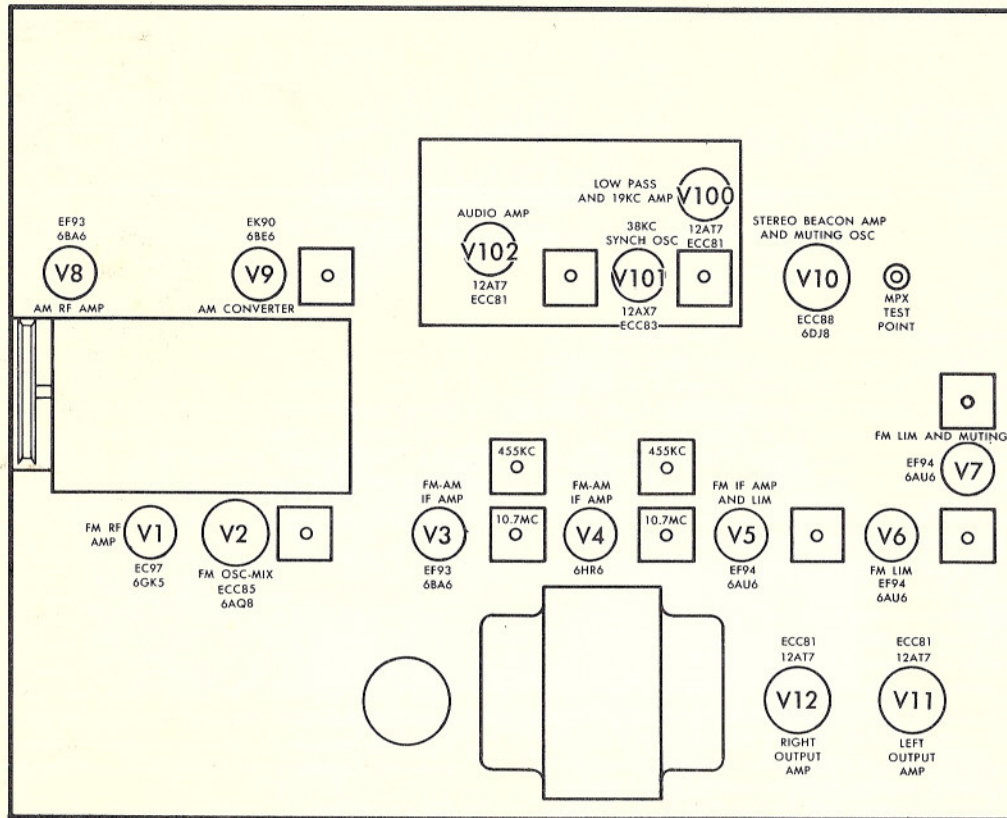 EF93
6BA6
V8
AM RF AMP
EK90
6BE6
V9
AM CONVERTER
AUDIO AMP
V102
12AT7
ECC81
LOW PASS
AND 19KC AMP
V100
12AT7
ECC81
38KC
SYNCH OSC
V101
12AX7
ECC83
STEREO BEACON AMP
AND MUTING OSC
V10
ECC88
6DJ8
MPX
TEST
POINT
FM LIM AND MUTING
EF94
6AU6
V7
FM RF
AMP
V1
EC97
6GK5
V2
FM OSC-MIX
ECC85
6AQ8
FM-AM
IF AMP
V3
EF93
6BA6
455KC
10.7MC
FM-AM
IF AMP
V4
6HR6
455KC
10.7MC
FM IF AMP
AND LIM
V5
EF94
6AU6
V6
FM LIM
EF94
6AU6
ECC81
12AT7
V12
RIGHT
OUTPUT
AMP
ECC81
12AT7
V11
LEFT
OUTPUT
AMP